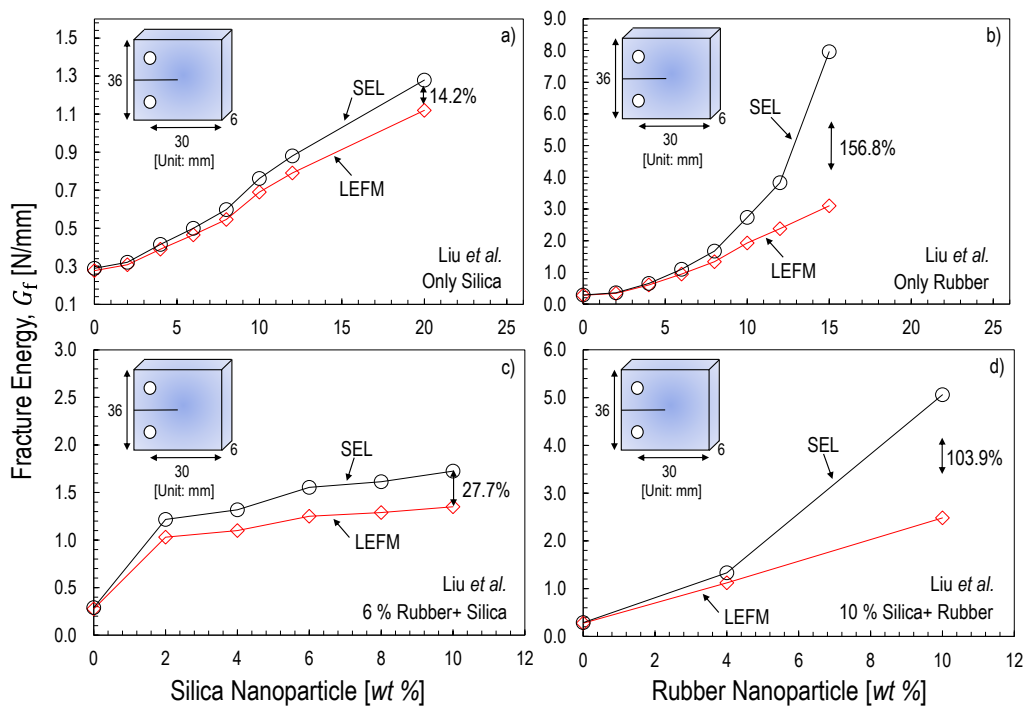 Fracture Energy, G_f [N/mm]
a)
1.5
1.3
1.1
0.9
0.7
0.5
0.3
0.1
0 5 10 15 20 25
36
30
6
[Unit: mm]
SEL
14.2%
LEFM
Liu et al.
Only Silica
b)
9.0
8.0
7.0
6.0
5.0
4.0
3.0
2.0
1.0
0.0
0 5 10 15 20 25
36
30
6
[Unit: mm]
SEL
156.8%
LEFM
Liu et al.
Only Rubber
c)
3.0
2.5
2.0
1.5
1.0
0.5
0.0
0 2 4 6 8 10 12
36
30
6
[Unit: mm]
SEL
27.7%
LEFM
Liu et al.
6 % Rubber+ Silica
Silica Nanoparticle [wt %]
d)
6.0
5.0
4.0
3.0
2.0
1.0
0.0
0 2 4 6 8 10 12
36
30
6
[Unit: mm]
SEL
103.9%
LEFM
Liu et al.
10 % Silica+ Rubber
Rubber Nanoparticle [wt %]